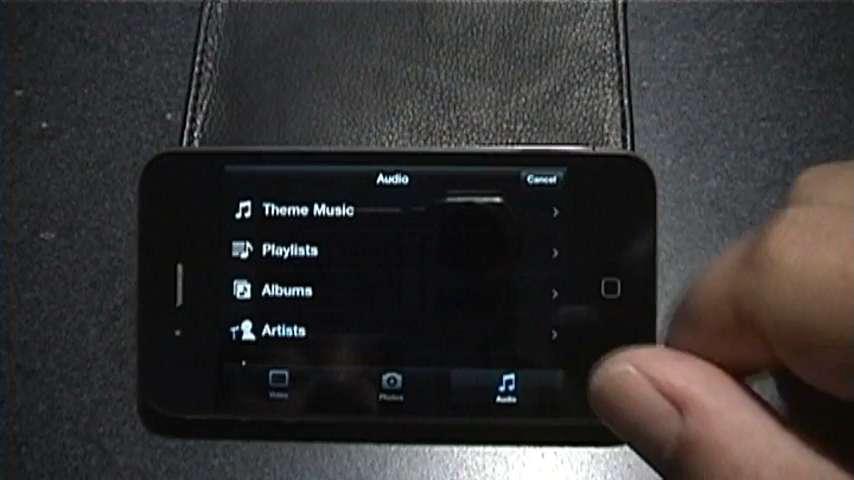 Audio
Cancel
Theme Music
Playlists
Albums
Artists
Video
Photos
Audio